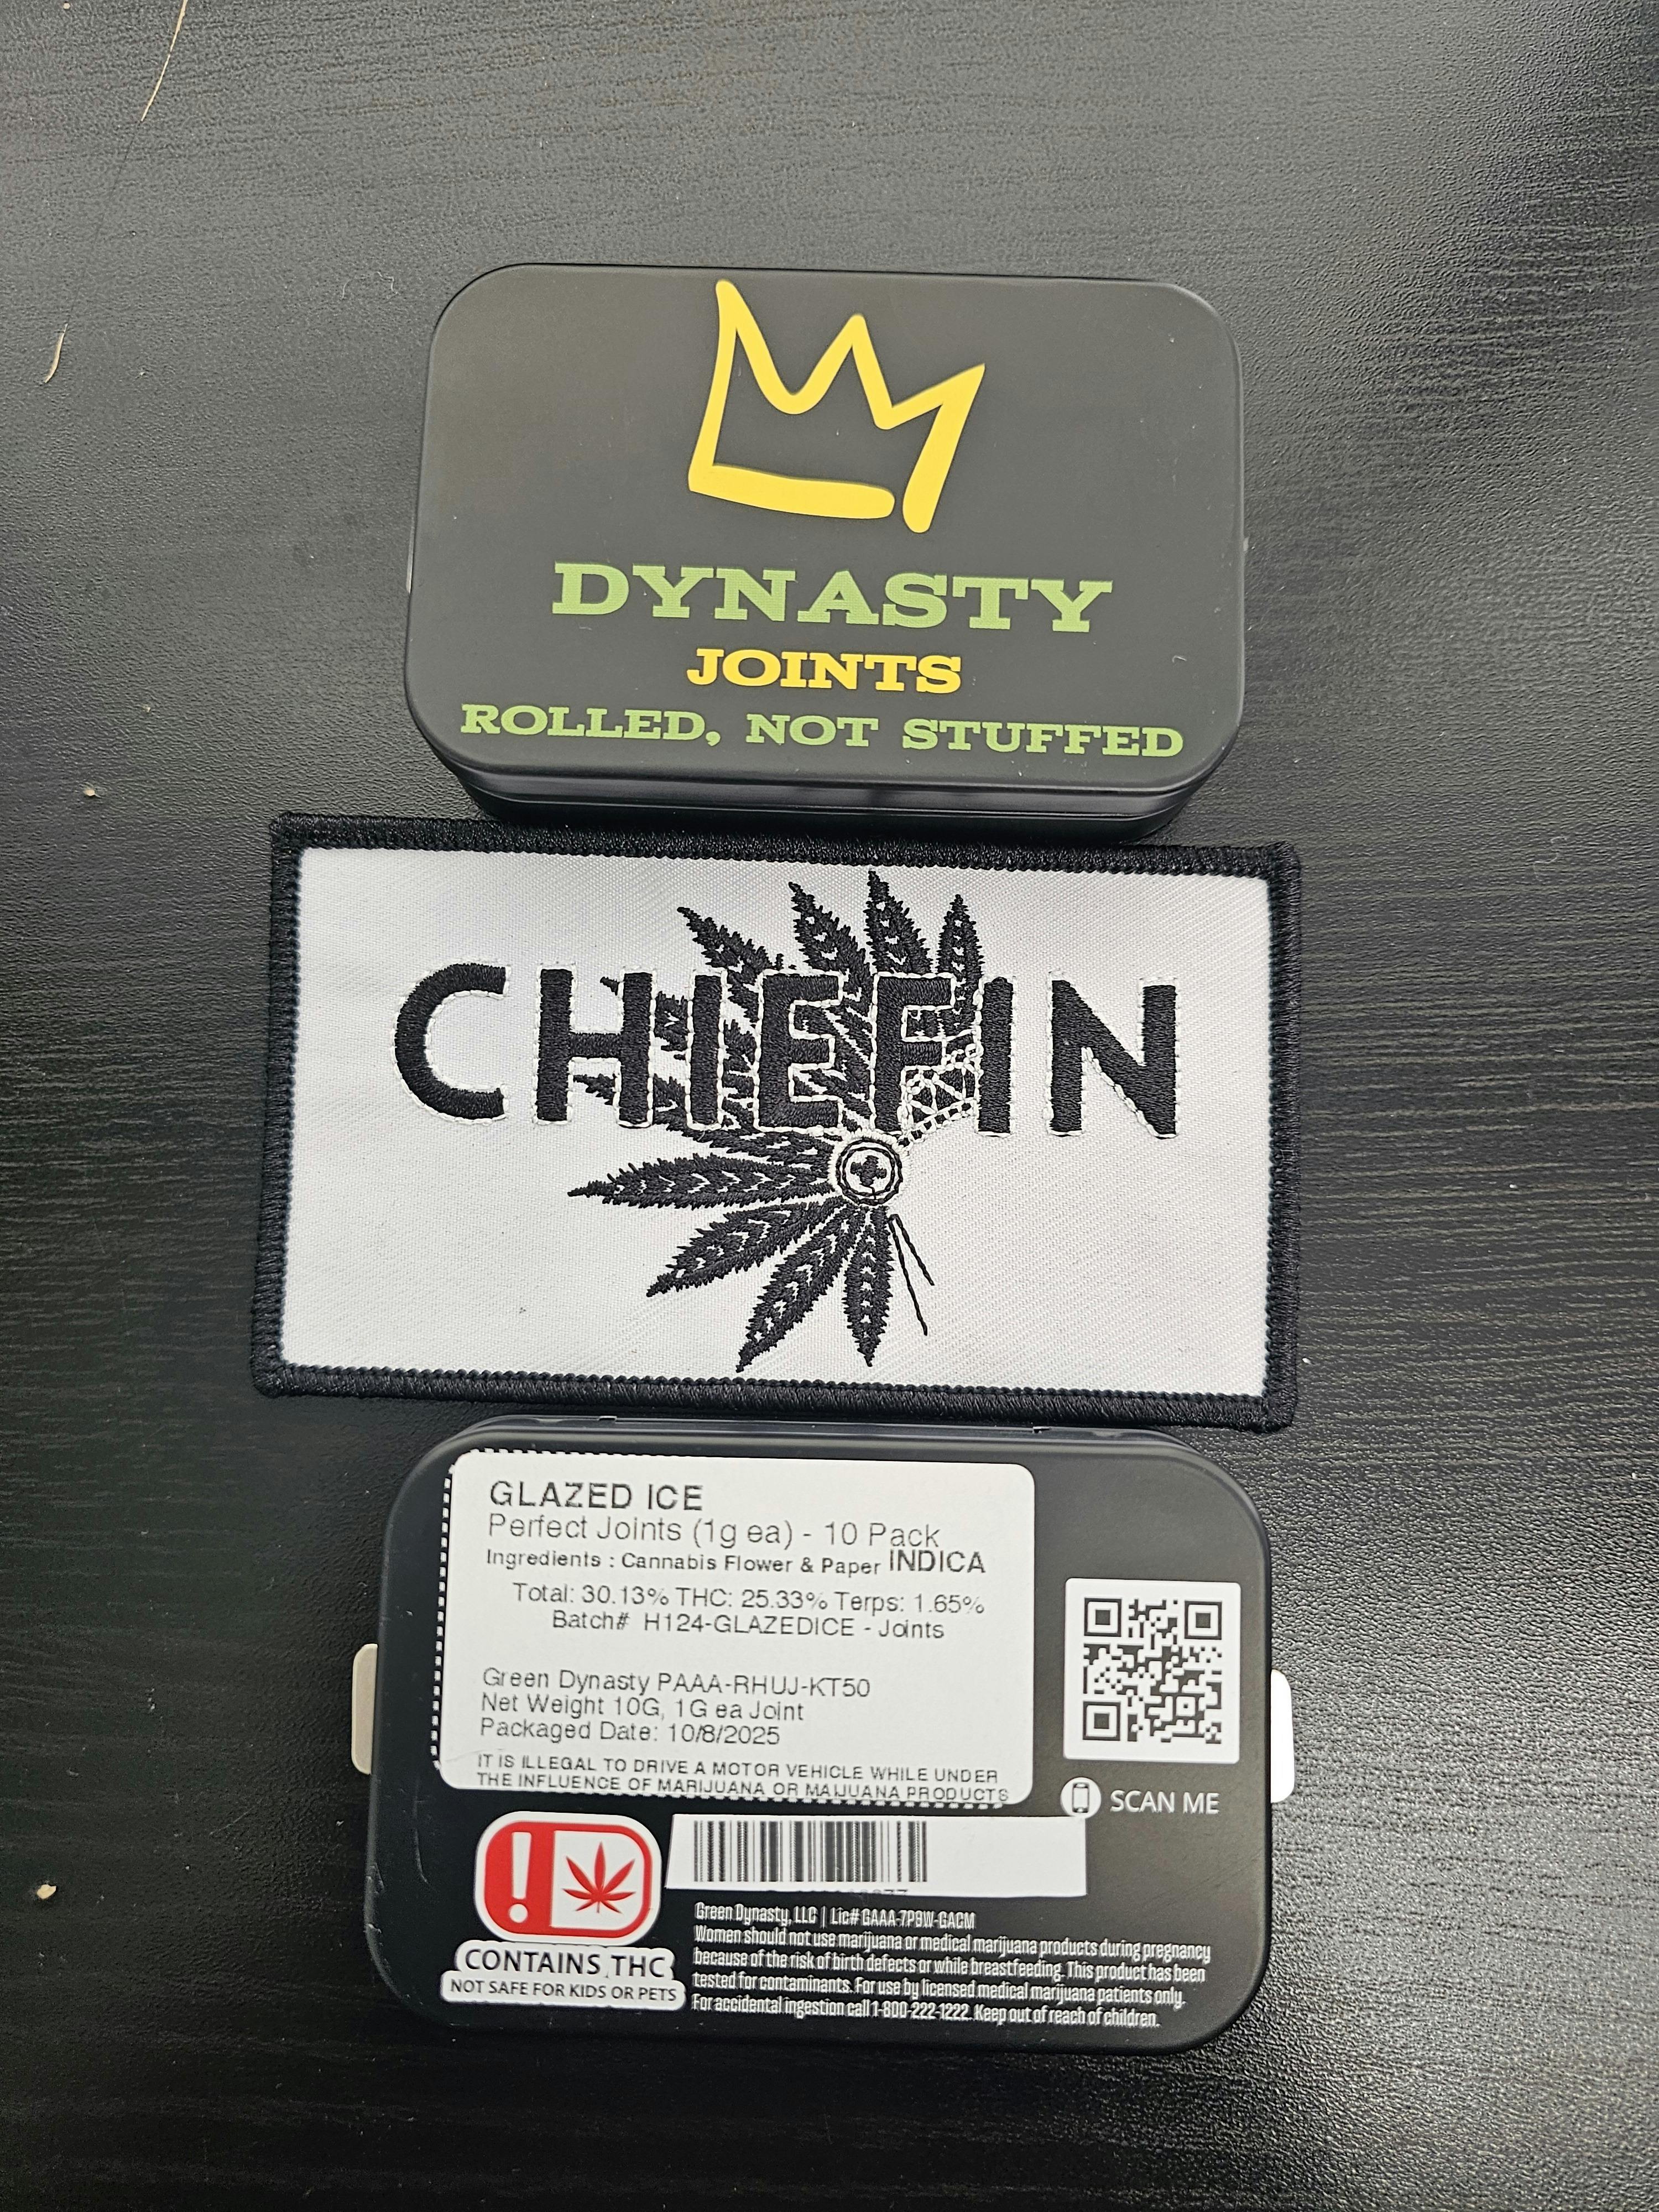 DYNASTY
JOINTS
ROLLED, NOT STUFFED
CHIEFIN
GLAZED ICE
Perfect Joints (1g ea) - 10 Pack
Ingredients : Cannabis Flower & Paper INDICA
Total: 30.13% THC: 25.33% Terps: 1.65%
Batch# H124-GLAZEDICE - Joints
Green Dynasty PAAA-RHUJ-KT50
Net Weight 10G, 1G ea Joint
Packaged Date: 10/8/2025
IT IS ILLEGAL TO DRIVE A MOTOR VEHICLE WHILE UNDER
THE INFLUENCE OF MARIJUANA OR MAIJUANA PRODUCTS
SCAN ME
CONTAINS THC
NOT SAFE FOR KIDS OR PETS
Green Dynasty, LLC | Lic# GAAA-7P9W-GACM
Women should not use marijuana or medical marijuana products during pregnancy
because of the risk of birth defects or while breastfeeding. This product has been
tested for contaminants. For use by licensed medical marijuana patients only.
For accidental ingestion call 1-800-222-1222. Keep out of reach of children.